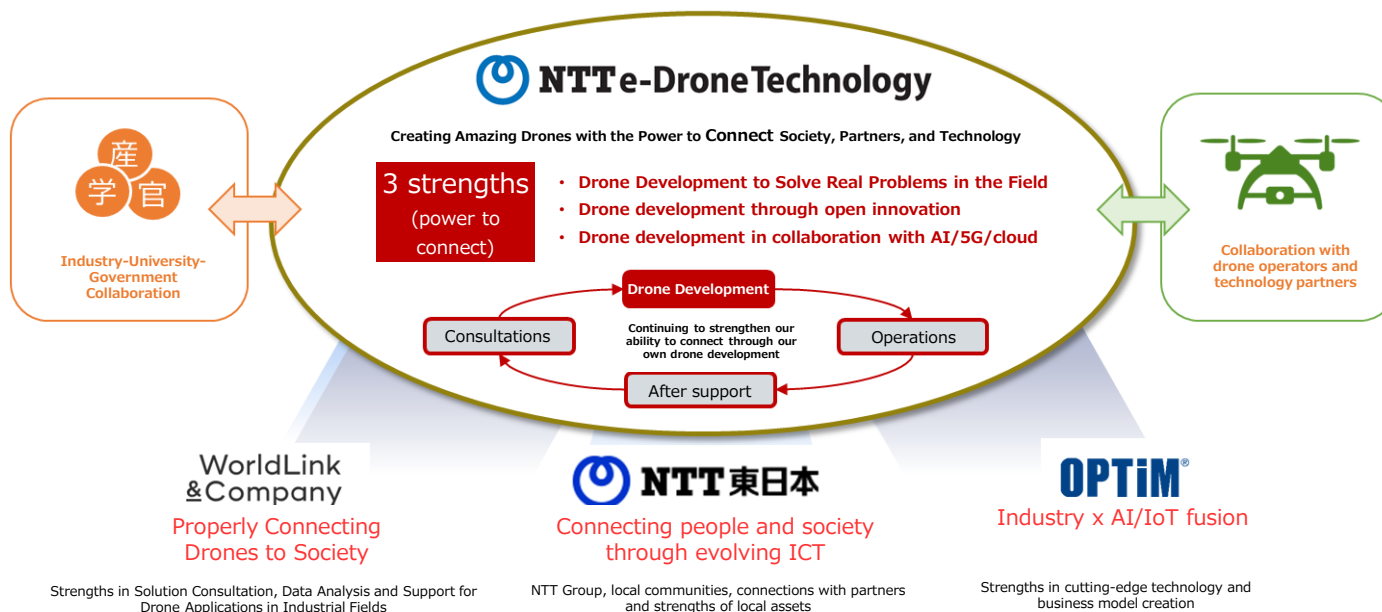 NTT e-Drone Technology
Creating Amazing Drones with the Power to Connect Society, Partners, and Technology
産
学 官
Industry-University-
Government
Collaboration
3 strengths
(power to
connect)
• Drone Development to Solve Real Problems in the Field
• Drone development through open innovation
• Drone development in collaboration with AI/5G/cloud
Collaboration with
drone operators and
technology partners
Drone Development
Consultations
Continuing to strengthen our
ability to connect through our
own drone development
Operations
After support
WorldLink
&Company
Properly Connecting
Drones to Society
Strengths in Solution Consultation, Data Analysis and Support for
Drone Applications in Industrial Fields
NTT東日本
Connecting people and society
through evolving ICT
NTT Group, local communities, connections with partners
and strengths of local assets
OPTiM®
Industry x AI/IoT fusion
Strengths in cutting-edge technology and
business model creation